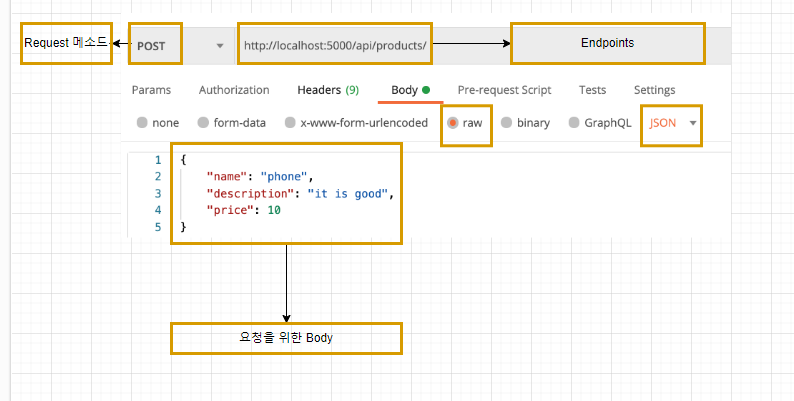 Request 메소드 POST http://localhost:5000/api/products/ Endpoints
Params Authorization Headers (9) Body Pre-request Script Tests Settings
none form-data x-www-form-urlencoded raw binary GraphQL JSON
1 {
2 "name": "phone",
3 "description": "it is good",
4 "price": 10
5 }
요청을 위한 Body